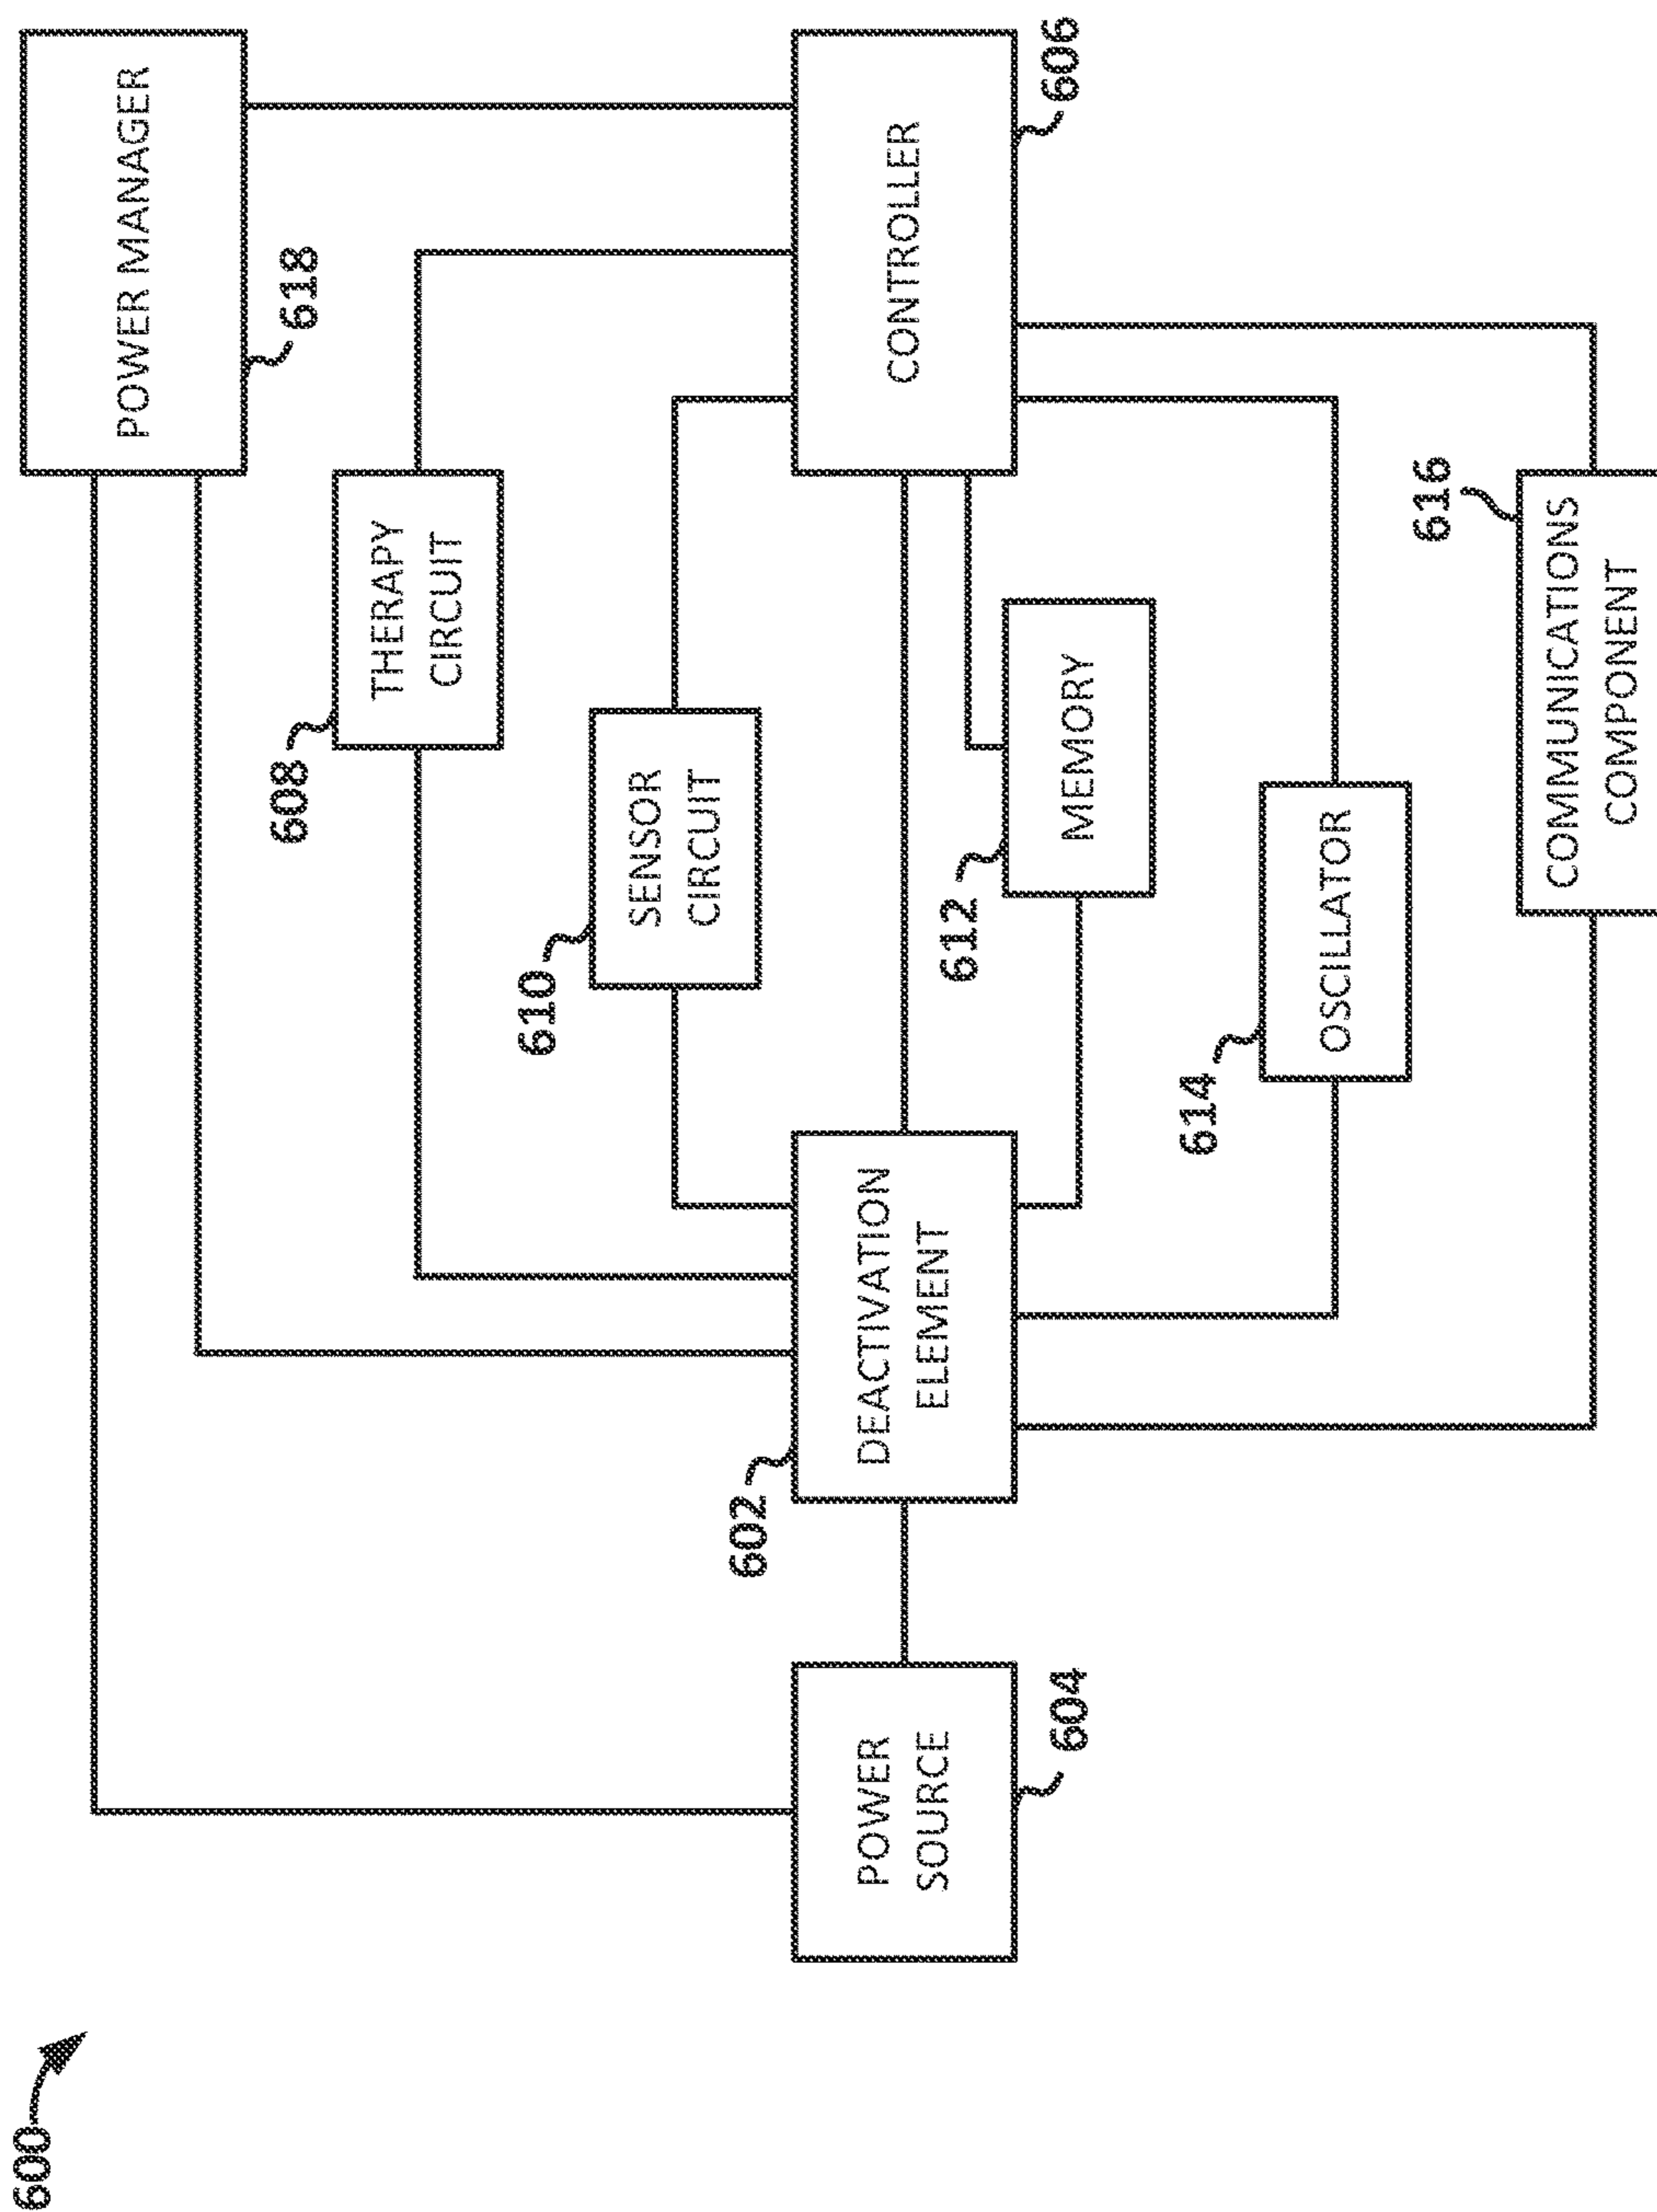 600
POWER MANAGER
618
THERAPY
CIRCUIT
608
SENSOR
CIRCUIT
610
POWER
SOURCE
604
DEACTIVATION
ELEMENT
602
CONTROLLER
606
MEMORY
612
OSCILLATOR
614
COMMUNICATIONS
COMPONENT
616